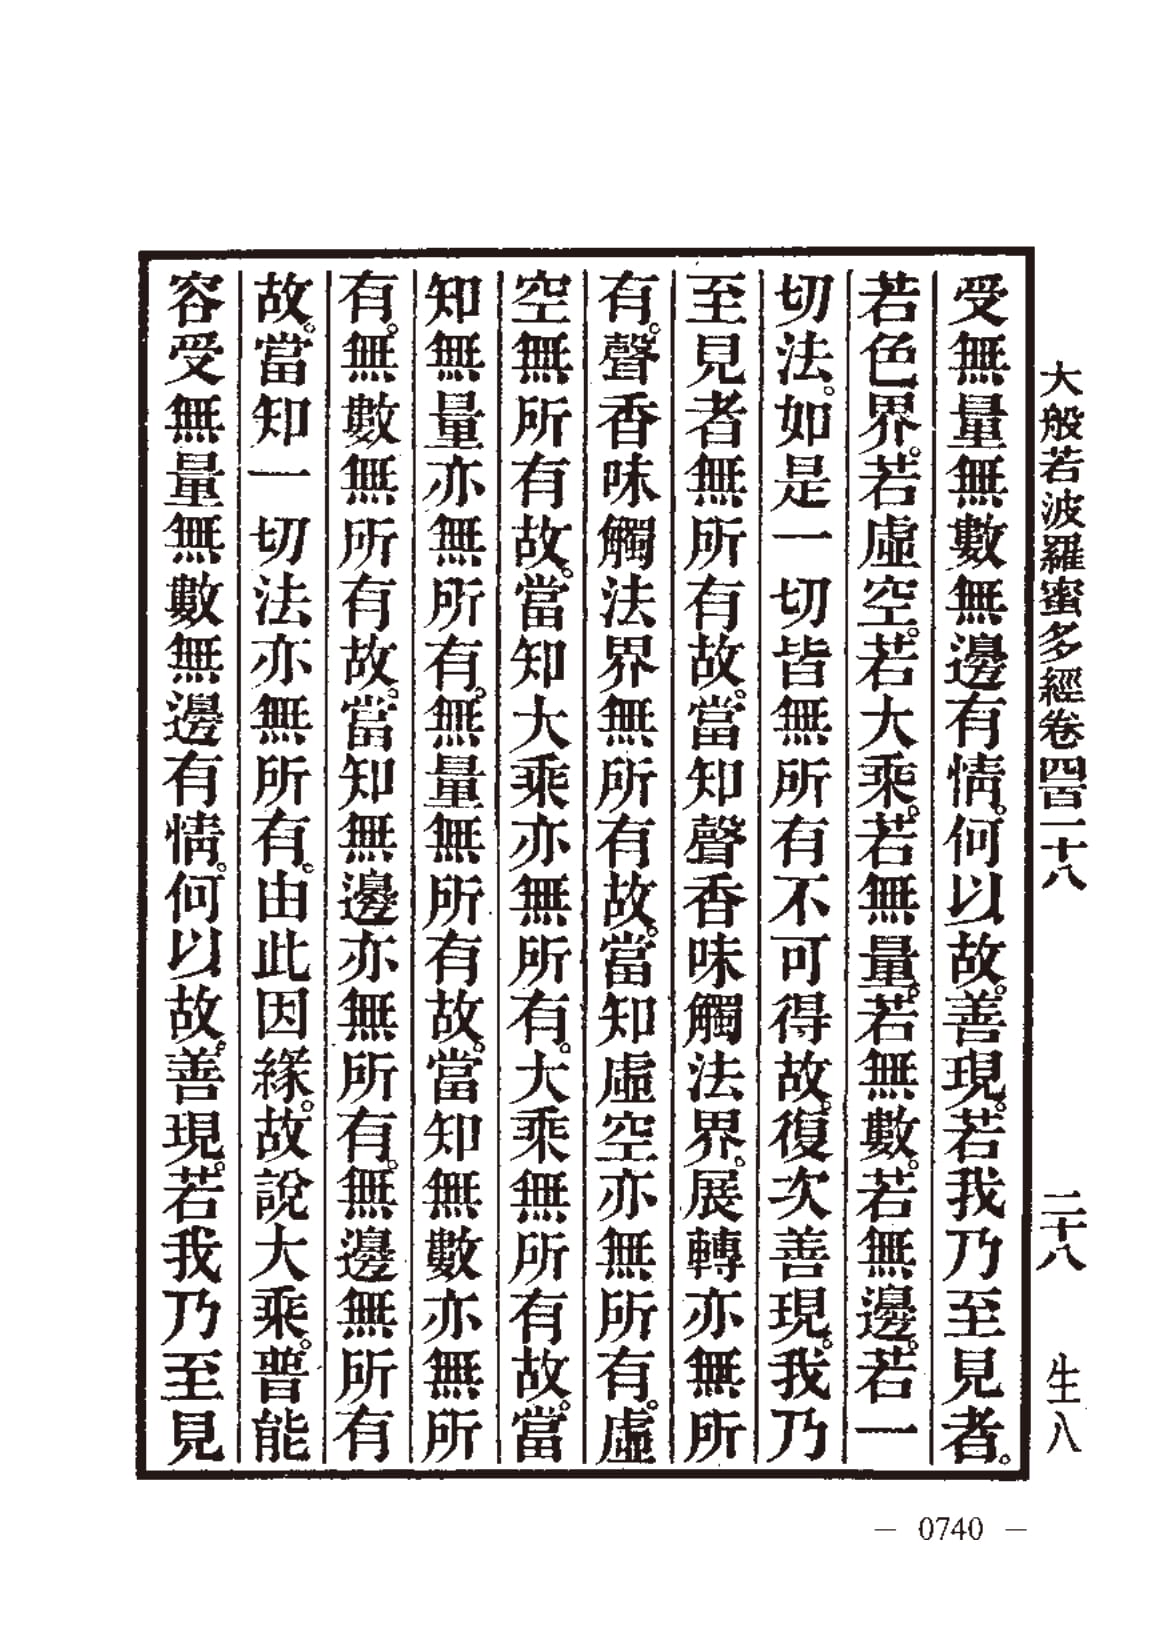 大般若波羅蜜多經卷四百一十八 二十八 生八
受無量無數無邊有情。何以故。善現。若我乃至見者。
若色界。若虛空。若大乘。若無量。若無數。若無邊。若一
切法。如是一切皆無所有不可得故。復次善現。我乃
至見者無所有故。當知聲香味觸法界。展轉亦無所
有。聲香味觸法界無所有故。當知虛空亦無所有。虛
空無所有故。當知大乘亦無所有。大乘無所有故。當
知無量亦無所有。無量無所有故。當知無數亦無所
有。無數無所有故。當知無邊亦無所有。無邊無所有
故。當知一切法亦無所有。由此因緣。故說大乘。普能
容受無量無數無邊有情。何以故。善現。若我乃至見
— 0740 —